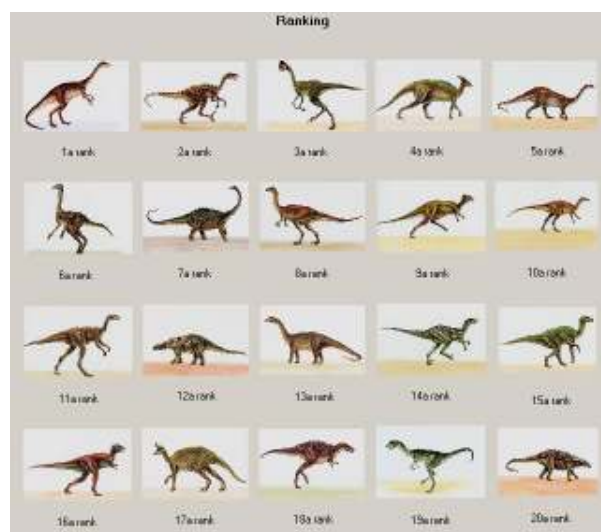 Ranking
1a rank
2a rank
3a rank
4a rank
5a rank
6a rank
7a rank
8a rank
9a rank
10a rank
11a rank
12a rank
13a rank
14a rank
15a rank
16a rank
17a rank
18a rank
19a rank
20a rank